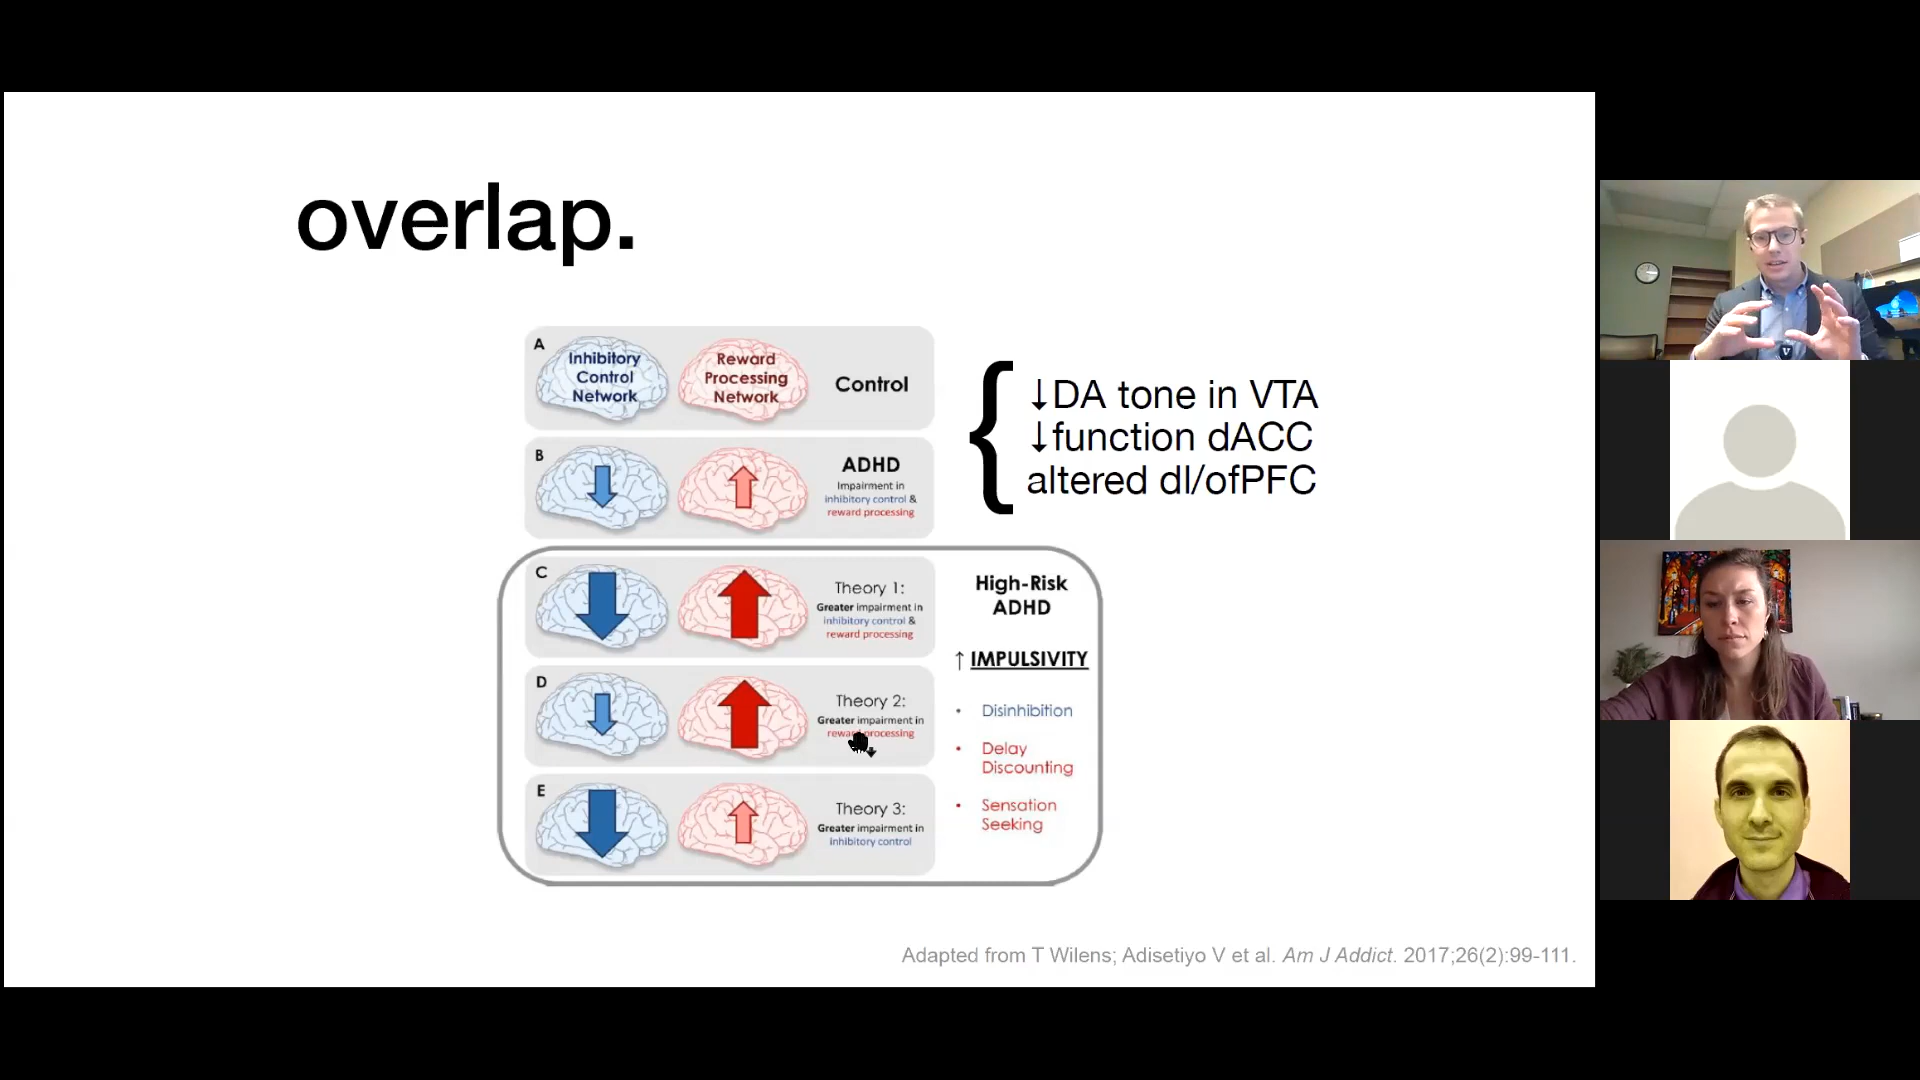 overlap.
A
Inhibitory
Control
Network
Reward
Processing
Network
Control
B
ADHD
Impairment in
inhibitory control &
reward processing
{
↓DA tone in VTA
↓function dACC
altered dl/ofPFC
C
Theory 1:
Greater impairment in
inhibitory control &
reward processing
D
Theory 2:
Greater impairment in
reward processing
E
Theory 3:
Greater impairment in
inhibitory control
High-Risk
ADHD
↑ IMPULSIVITY
• Disinhibition
• Delay
Discounting
• Sensation
Seeking
Adapted from T Wilens; Adisetiyo V et al. Am J Addict. 2017;26(2):99-111.